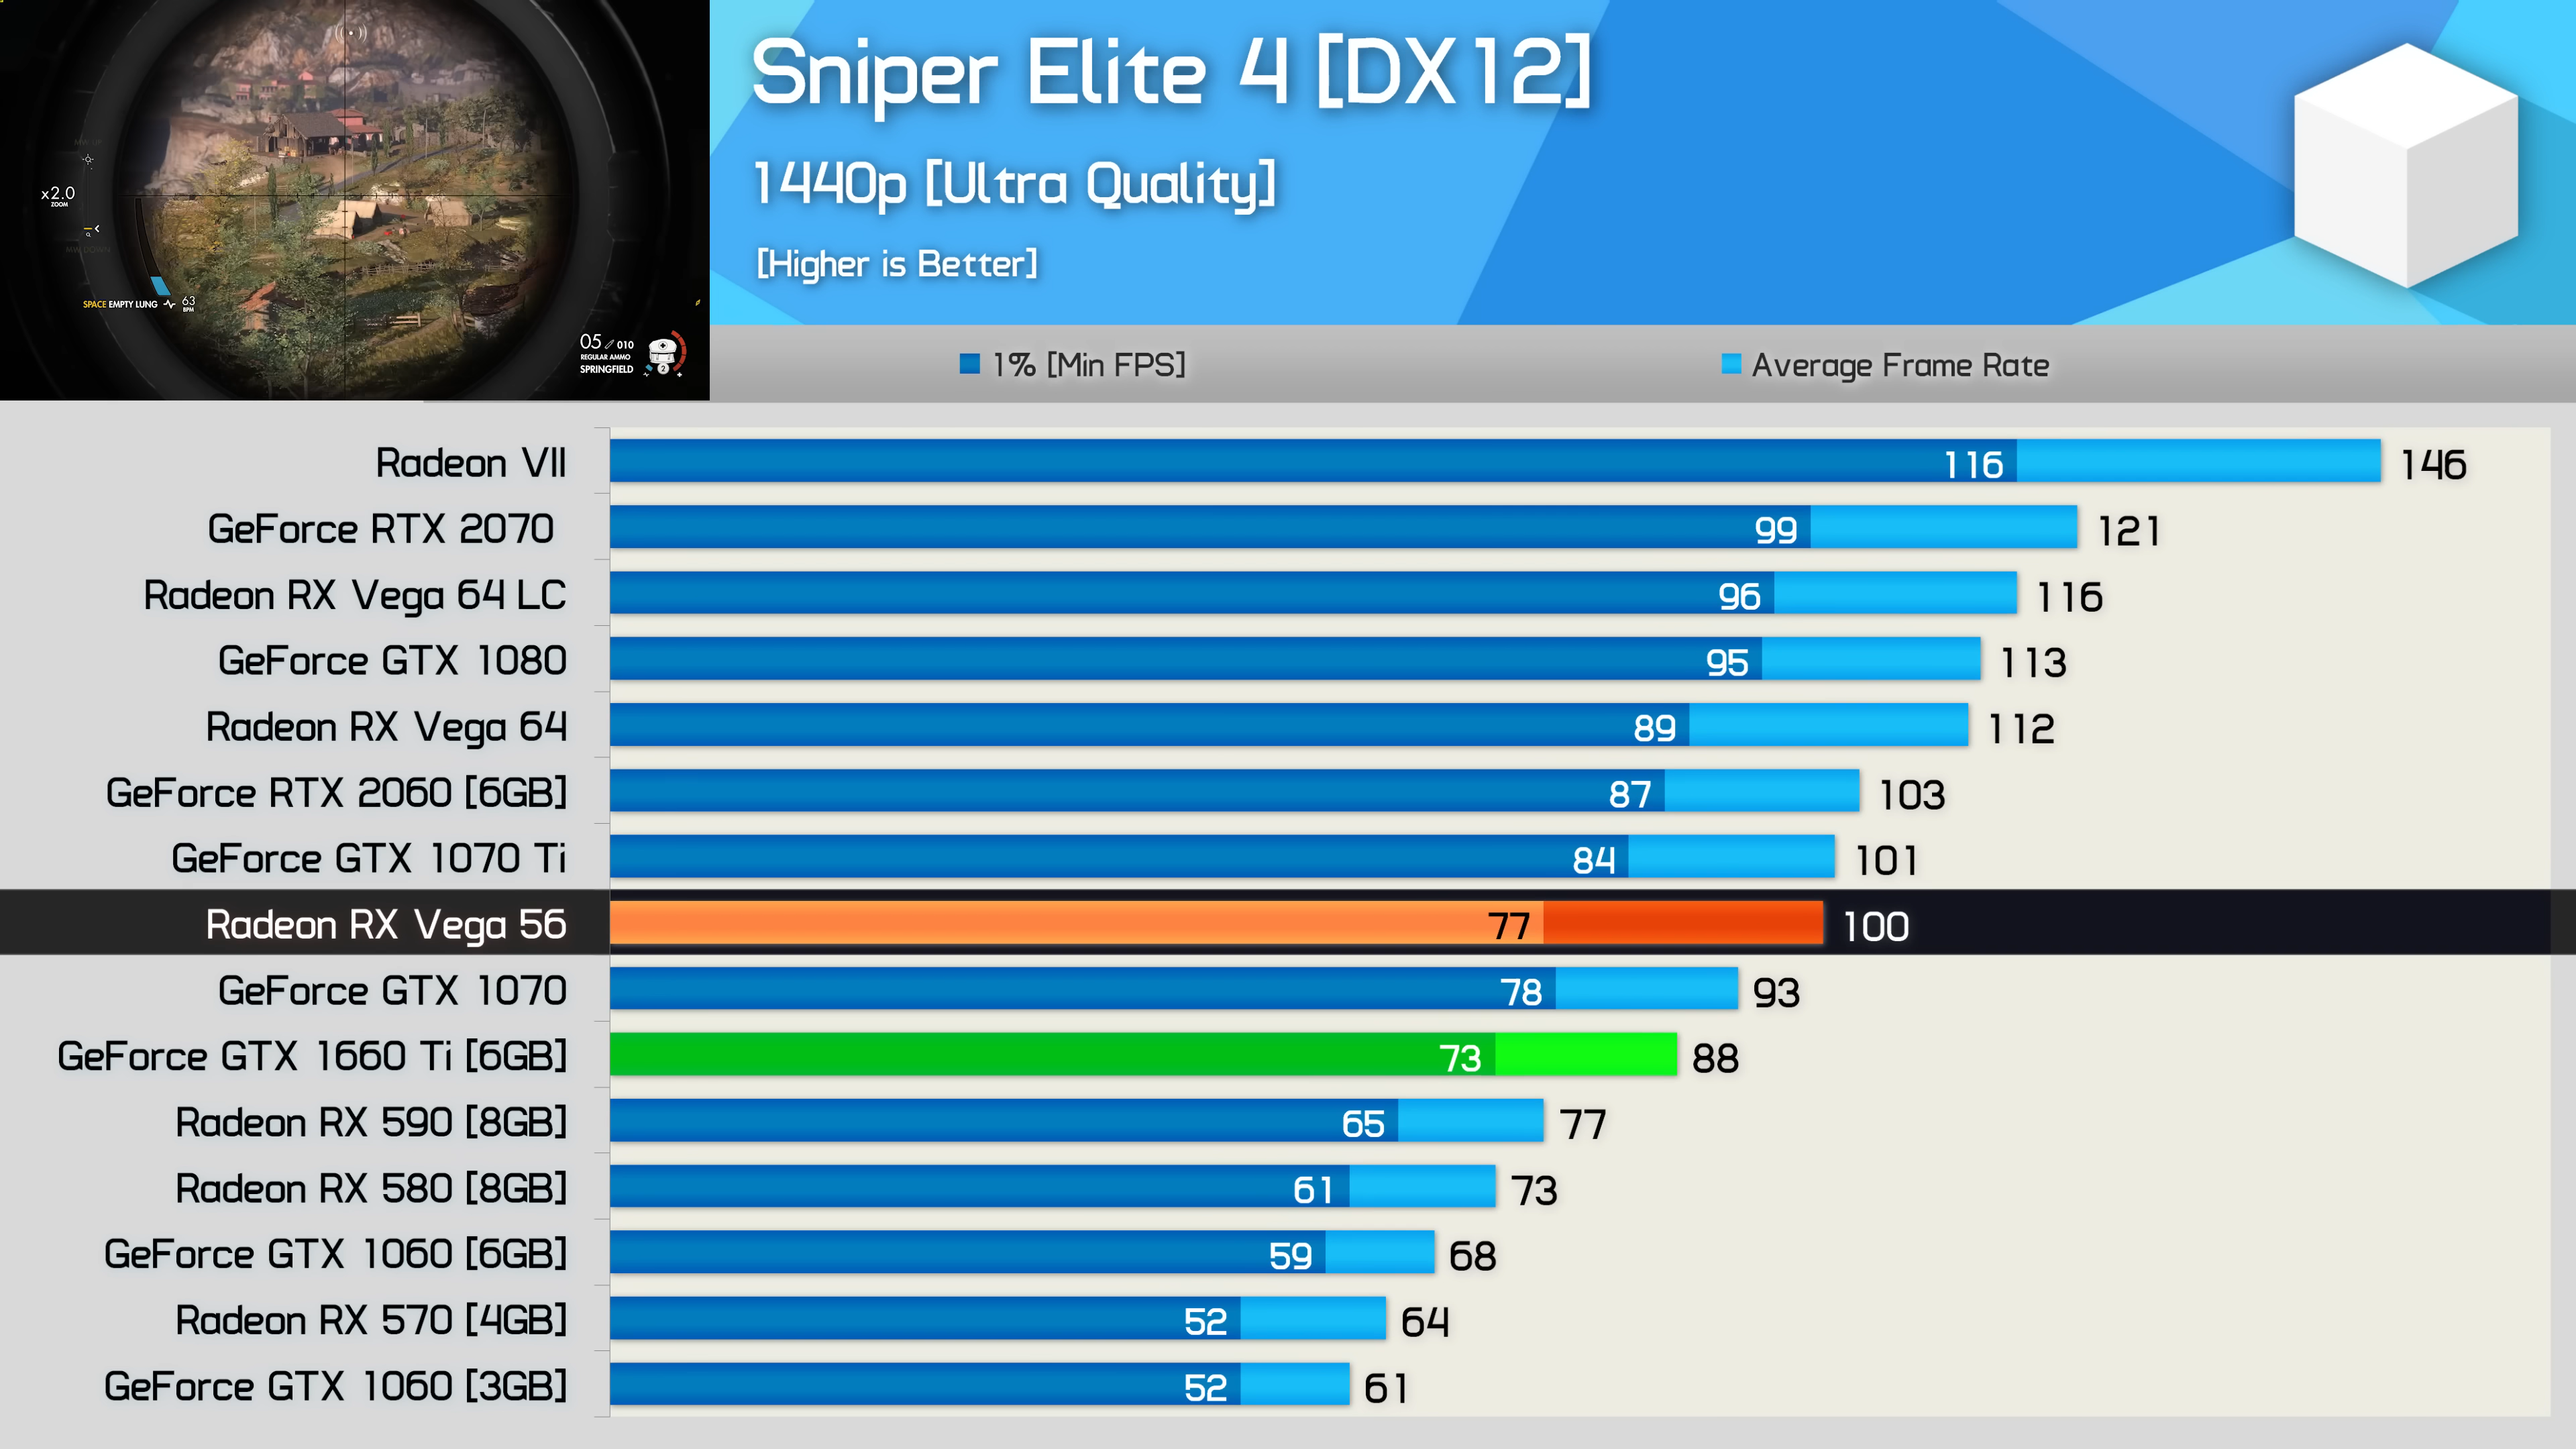 Sniper Elite 4 [DX12]
1440p [Ultra Quality]
[Higher is Better]
x2.0
ZOOM
SPACE EMPTY LUNG 63
BPM
05 / 010
REGULAR AMMO
SPRINGFIELD
2
1% [Min FPS] Average Frame Rate
Radeon VII 116 146
GeForce RTX 2070 99 121
Radeon RX Vega 64 LC 96 116
GeForce GTX 1080 95 113
Radeon RX Vega 64 89 112
GeForce RTX 2060 [6GB] 87 103
GeForce GTX 1070 Ti 84 101
Radeon RX Vega 56 77 100
GeForce GTX 1070 78 93
GeForce GTX 1660 Ti [6GB] 73 88
Radeon RX 590 [8GB] 65 77
Radeon RX 580 [8GB] 61 73
GeForce GTX 1060 [6GB] 59 68
Radeon RX 570 [4GB] 52 64
GeForce GTX 1060 [3GB] 52 61